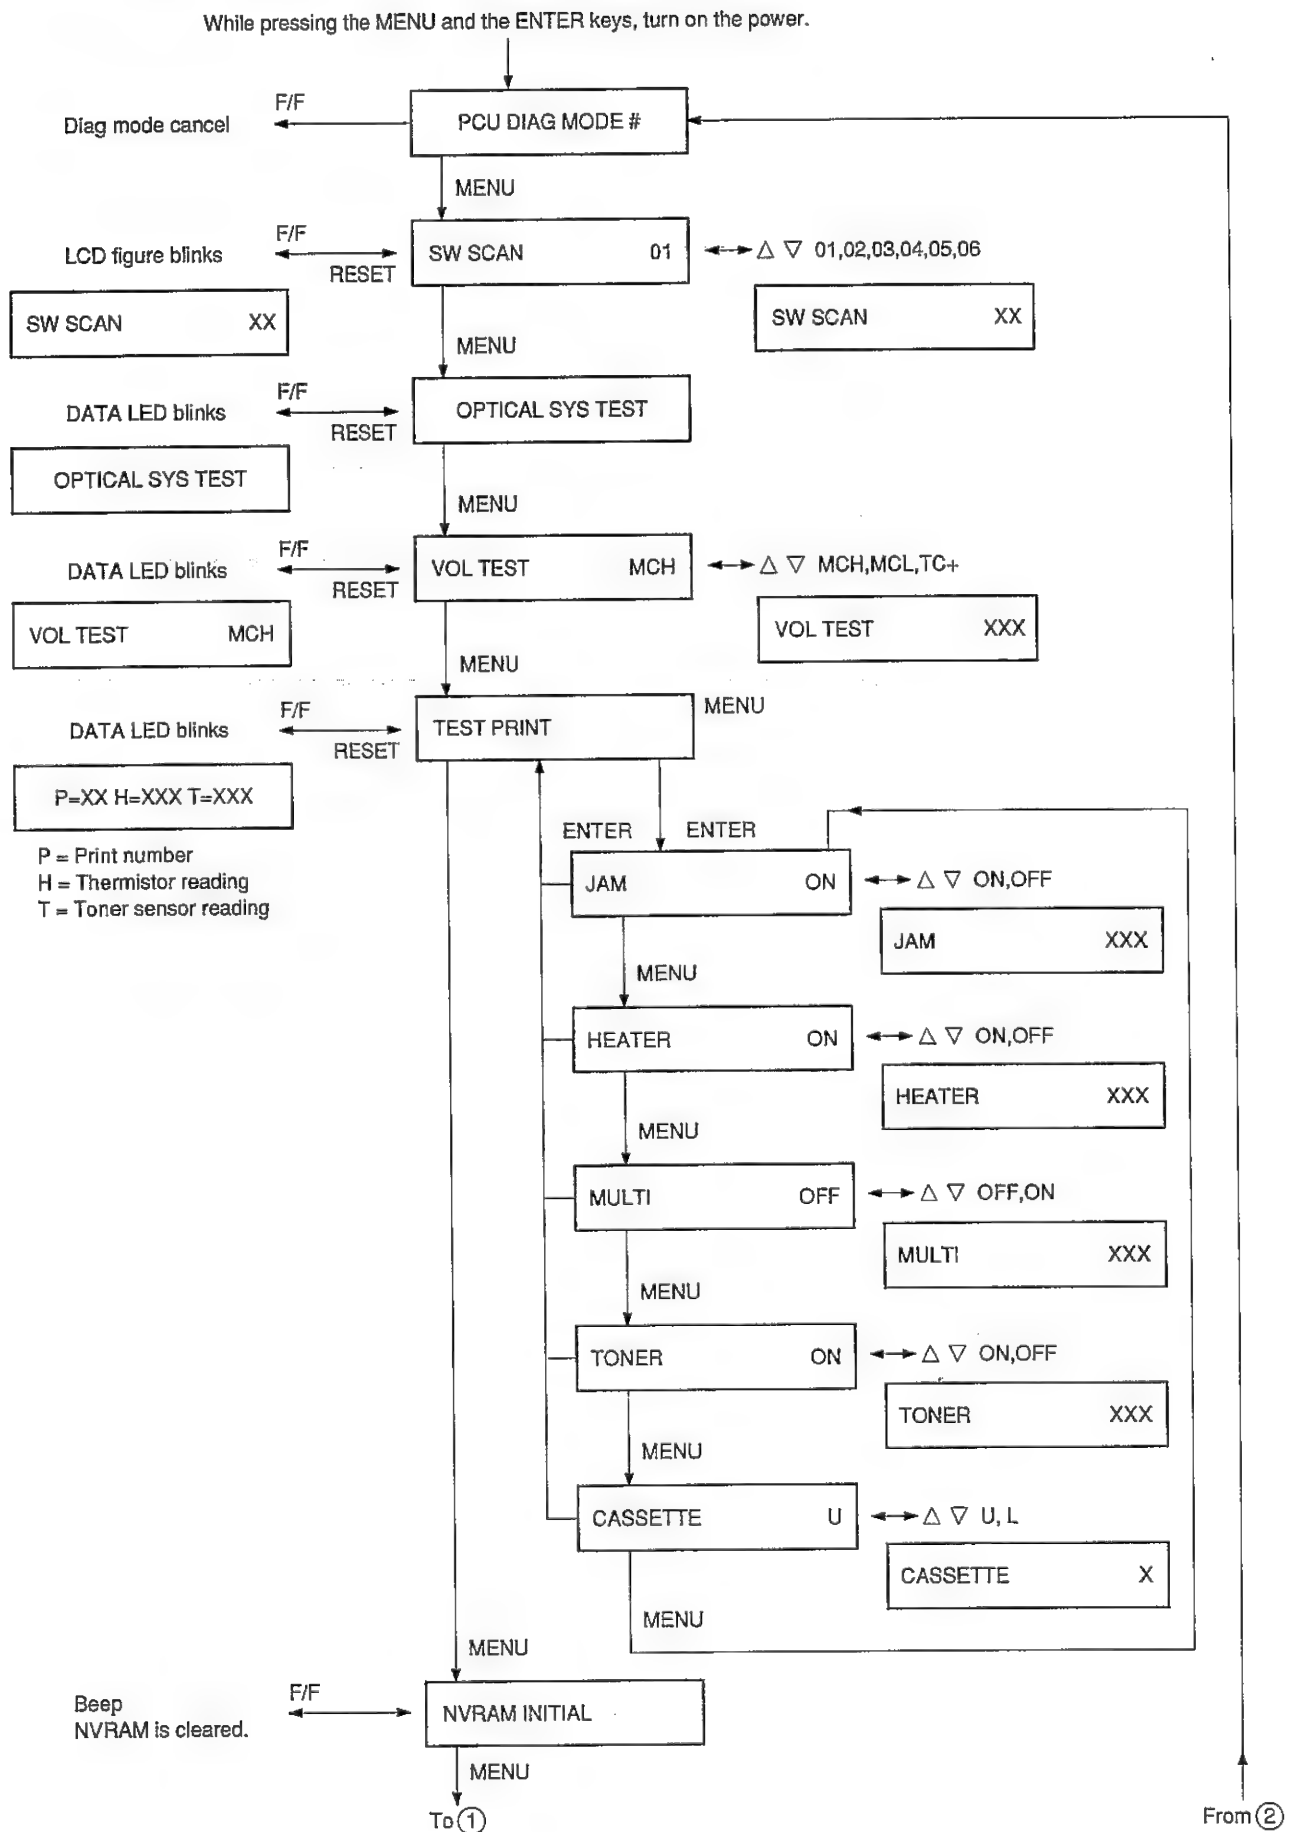 While pressing the MENU and the ENTER keys, turn on the power.
F/F
Diag mode cancel
PCU DIAG MODE #
MENU
F/F
LCD figure blinks
RESET
SW SCAN 01
△ ▽ 01,02,03,04,05,06
SW SCAN XX
SW SCAN XX
MENU
F/F
DATA LED blinks
RESET
OPTICAL SYS TEST
OPTICAL SYS TEST
MENU
F/F
DATA LED blinks
RESET
VOL TEST MCH
△ ▽ MCH,MCL,TC+
VOL TEST MCH
VOL TEST XXX
MENU
F/F
DATA LED blinks
RESET
TEST PRINT
MENU
P=XX H=XXX T=XXX
P = Print number
H = Thermistor reading
T = Toner sensor reading
ENTER
ENTER
JAM ON
△ ▽ ON,OFF
JAM XXX
MENU
HEATER ON
△ ▽ ON,OFF
HEATER XXX
MENU
MULTI OFF
△ ▽ OFF,ON
MULTI XXX
MENU
TONER ON
△ ▽ ON,OFF
TONER XXX
MENU
CASSETTE U
△ ▽ U, L
CASSETTE X
MENU
MENU
F/F
Beep
NVRAM is cleared.
NVRAM INITIAL
MENU
To ①
From ②